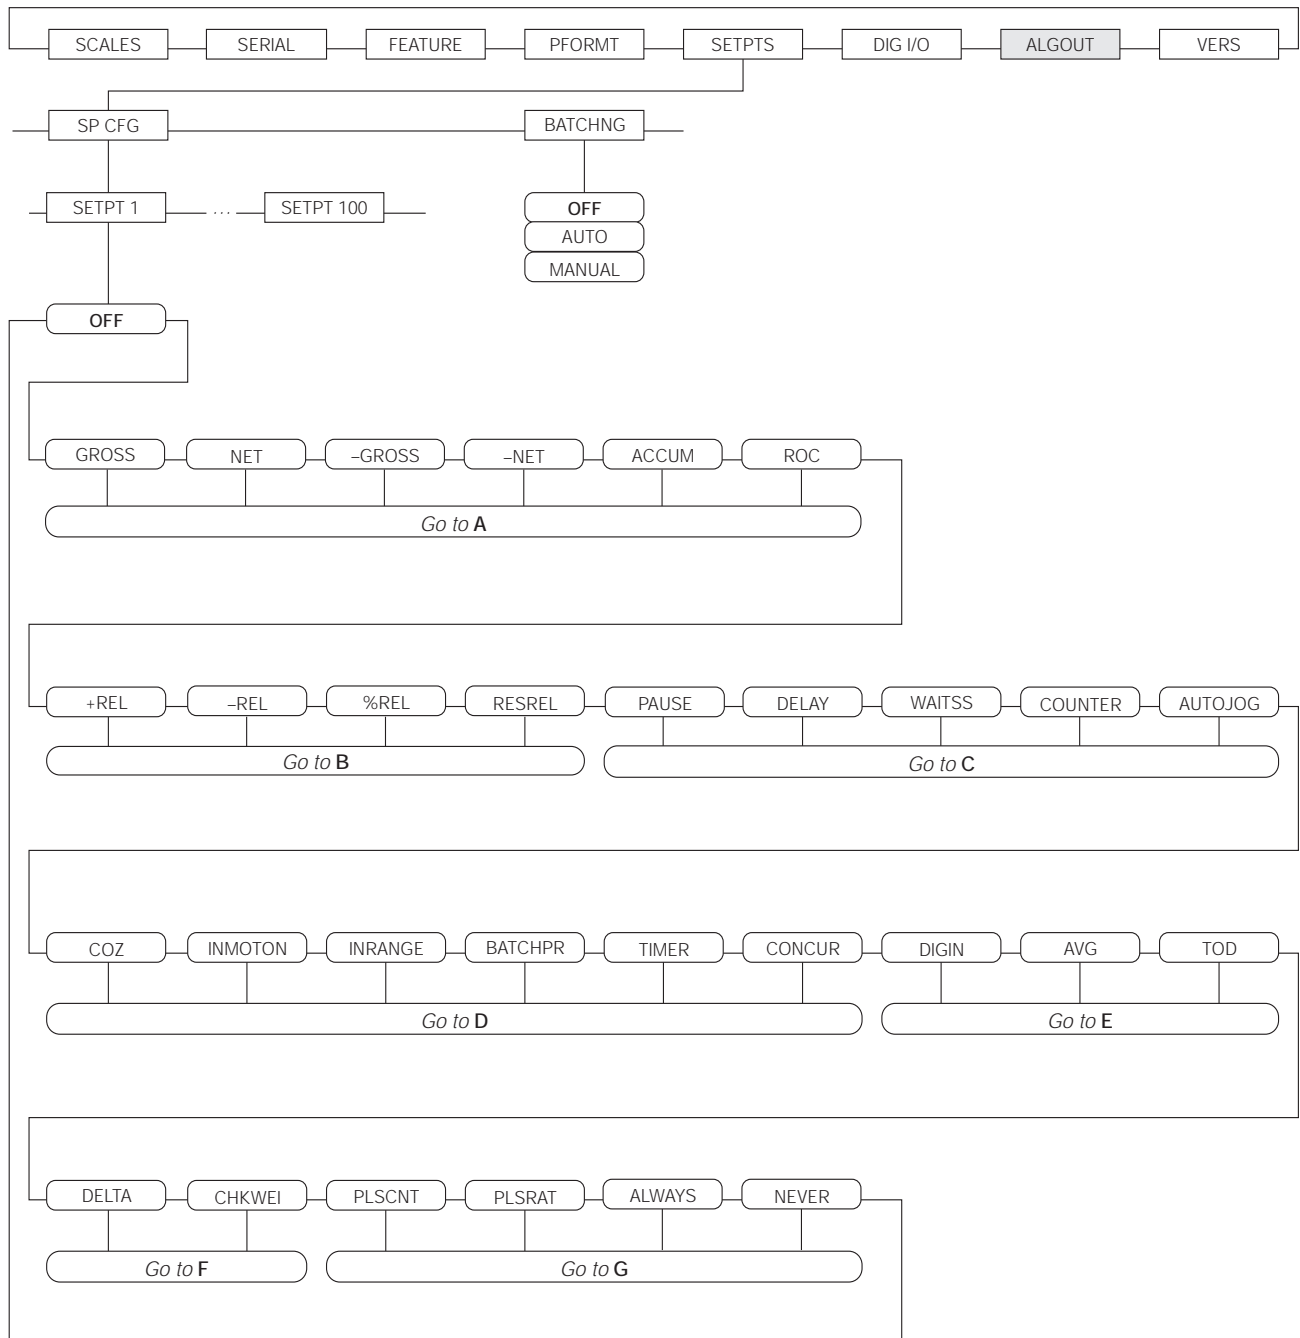 SCALES SERIAL FEATURE PFORMT SETPTS DIG I/O ALGOUT VERS
SP CFG BATCHNG
SETPT 1 ... SETPT 100 OFF
AUTO
MANUAL
OFF
GROSS NET –GROSS –NET ACCUM ROC
Go to A
+REL –REL %REL RESREL PAUSE DELAY WAITSS COUNTER AUTOJOG
Go to B Go to C
COZ INMOTON INRANGE BATCHPR TIMER CONCUR DIGIN AVG TOD
Go to D Go to E
DELTA CHKWEI PLSCNT PLSRAT ALWAYS NEVER
Go to F Go to G